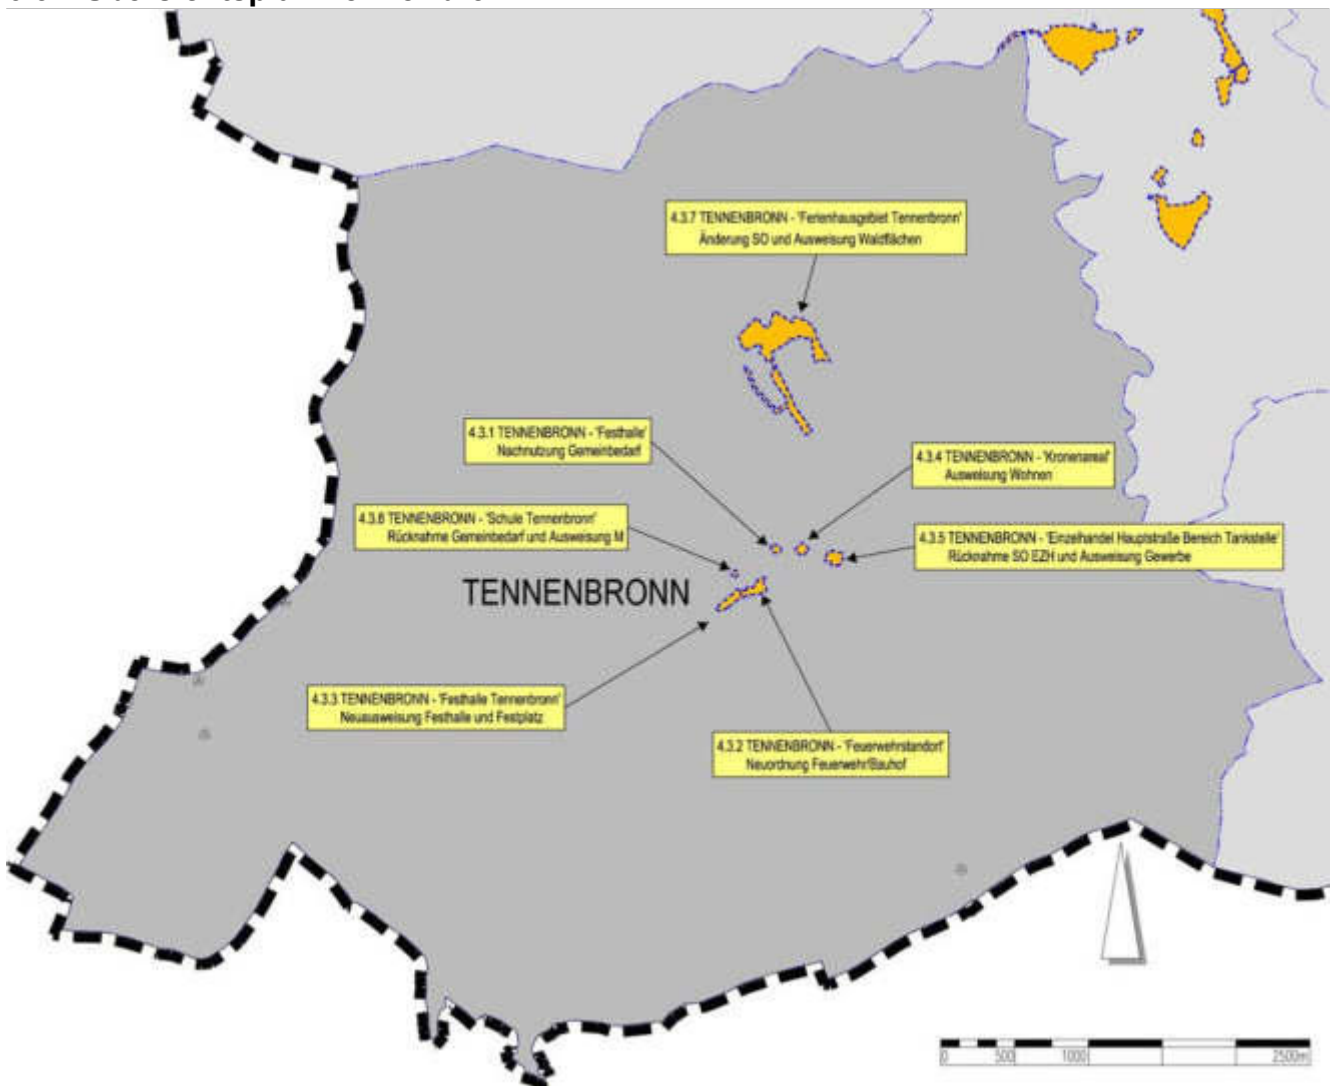 4.3.7 TENNENBRONN - 'Ferienhausgebiet Tennenbronn'
Änderung SO und Ausweisung Waldflächen
4.3.1 TENNENBRONN - 'Festhalle'
Nachnutzung Gemeinbedarf
4.3.4 TENNENBRONN - 'Kronenareal'
Ausweisung Wohnen
4.3.6 TENNENBRONN - 'Schule Tennenbronn'
Rücknahme Gemeinbedarf und Ausweisung M
4.3.5 TENNENBRONN - 'Einzelhandel Hauptstraße Bereich Tankstelle'
Rücknahme SO EZH und Ausweisung Gewerbe
TENNENBRONN
4.3.3 TENNENBRONN - 'Festhalle Tennenbronn'
Neuausweisung Festhalle und Festplatz
4.3.2 TENNENBRONN - 'Feuerwehrstandort'
Neuordnung Feuerwehr/Bauhof
0 500 1000 2500m